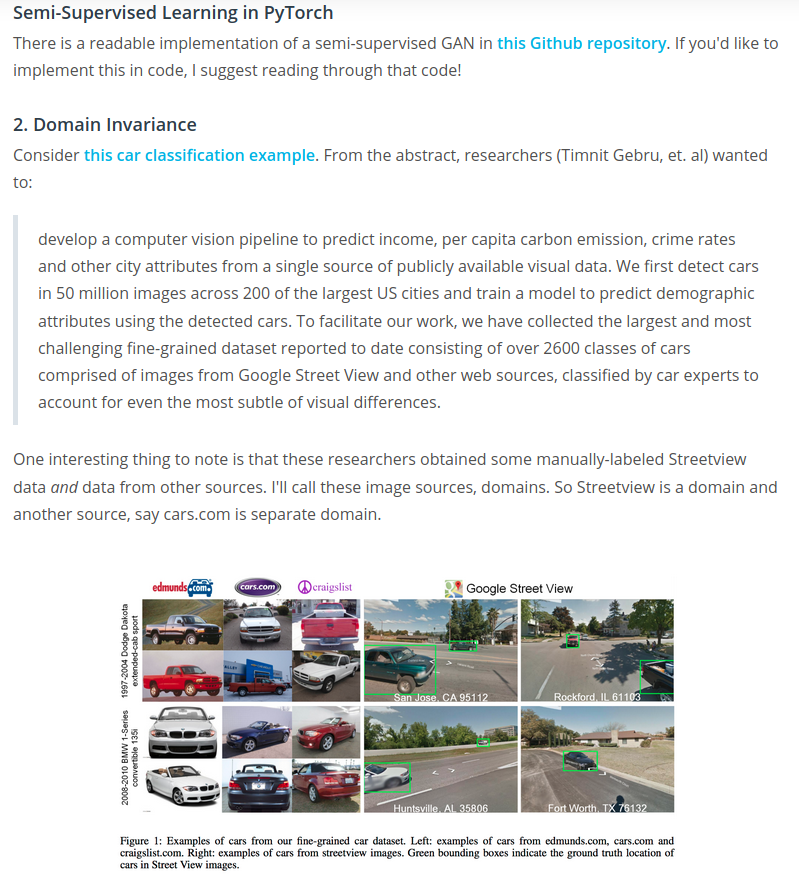 Semi-Supervised Learning in PyTorch
There is a readable implementation of a semi-supervised GAN in this Github repository. If you'd like to
implement this in code, I suggest reading through that code!
2. Domain Invariance
Consider this car classification example. From the abstract, researchers (Timnit Gebru, et. al) wanted
to:
develop a computer vision pipeline to predict income, per capita carbon emission, crime rates
and other city attributes from a single source of publicly available visual data. We first detect cars
in 50 million images across 200 of the largest US cities and train a model to predict demographic
attributes using the detected cars. To facilitate our work, we have collected the largest and most
challenging fine-grained dataset reported to date consisting of over 2600 classes of cars
comprised of images from Google Street View and other web sources, classified by car experts to
account for even the most subtle of visual differences.
One interesting thing to note is that these researchers obtained some manually-labeled Streetview
data and data from other sources. I'll call these image sources, domains. So Streetview is a domain and
another source, say cars.com is separate domain.
edmunds.com
cars.com
craigslist
Google Street View
1997-2004 Dodge Dakota
extended-cab sport
San Jose, CA 95112
Rockford, IL 61103
2008-2010 BMW 1-Series
convertible 135i
Huntsville, AL 35806
Fort Worth, TX 76132
Figure 1: Examples of cars from our fine-grained car dataset. Left: examples of cars from edmunds.com, cars.com and
craigslist.com. Right: examples of cars from streetview images. Green bounding boxes indicate the ground truth location of
cars in Street View images.